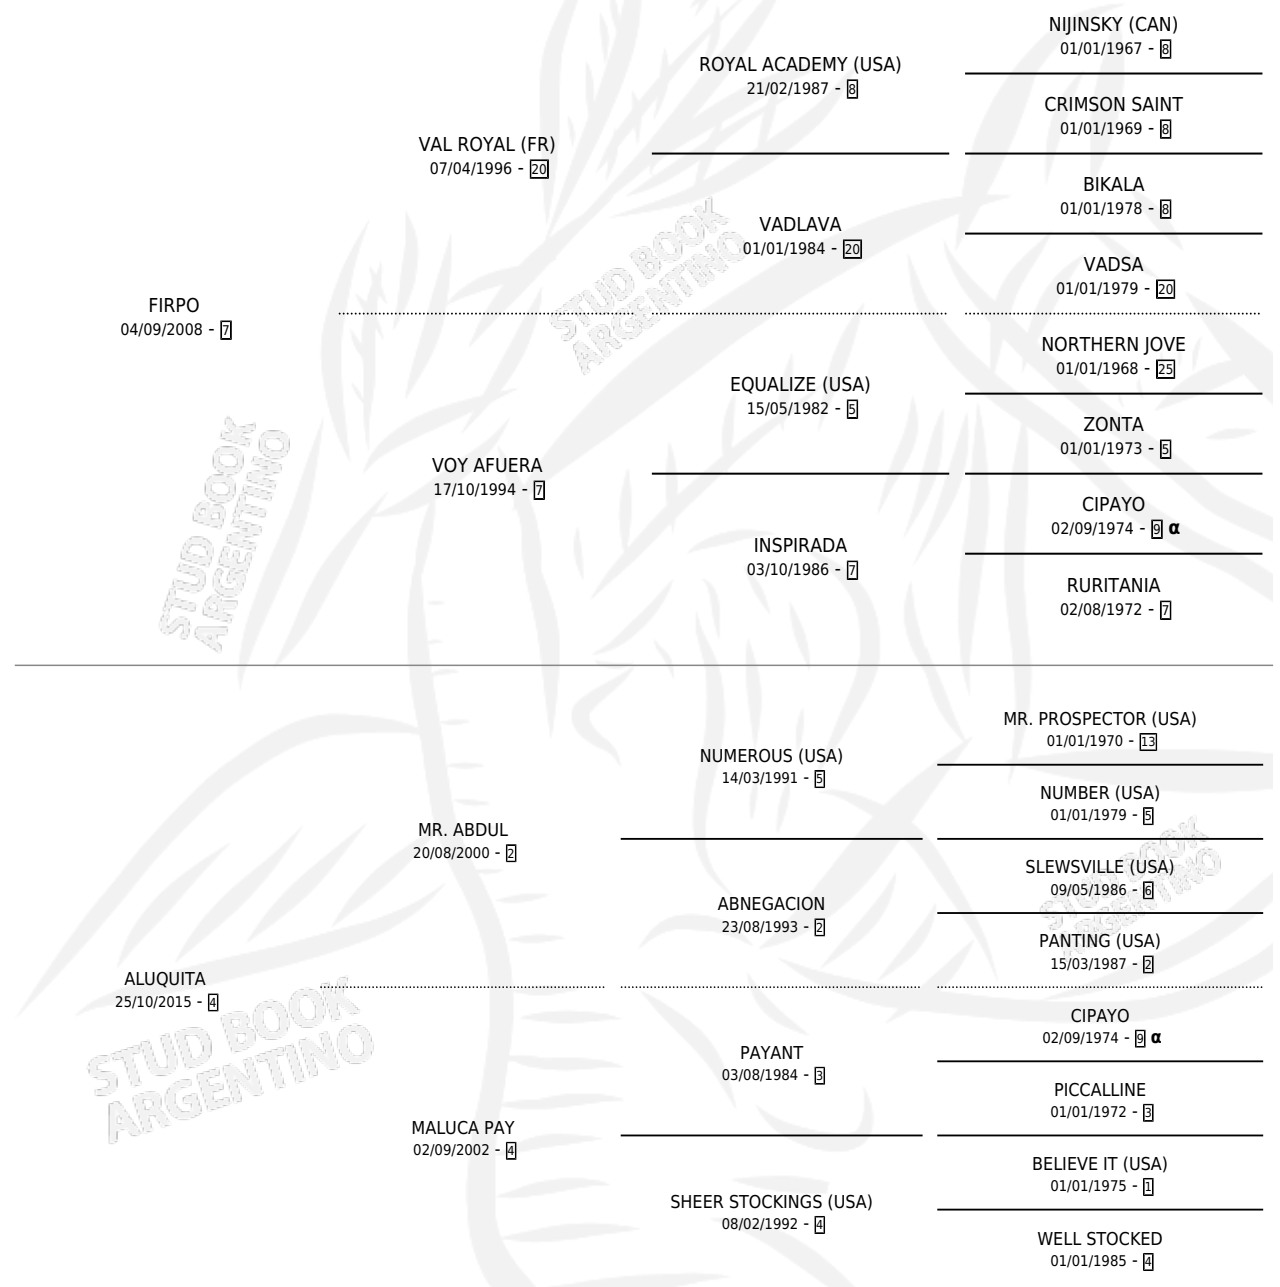 NIJINSKY (CAN)
01/01/1967 - 8
ROYAL ACADEMY (USA)
21/02/1987 - 8
CRIMSON SAINT
01/01/1969 - 8
VAL ROYAL (FR)
07/04/1996 - 20
BIKALA
01/01/1978 - 8
VADLAVA
01/01/1984 - 20
VADSA
01/01/1979 - 20
FIRPO
04/09/2008 - 7
NORTHERN JOVE
01/01/1968 - 25
EQUALIZE (USA)
15/05/1982 - 5
ZONTA
01/01/1973 - 5
VOY AFUERA
17/10/1994 - 7
CIPAYO
02/09/1974 - 9 α
INSPIRADA
03/10/1986 - 7
RURITANIA
02/08/1972 - 7
MR. PROSPECTOR (USA)
01/01/1970 - 13
NUMEROUS (USA)
14/03/1991 - 5
NUMBER (USA)
01/01/1979 - 5
MR. ABDUL
20/08/2000 - 2
SLEWSVILLE (USA)
09/05/1986 - 6
ABNEGACION
23/08/1993 - 2
PANTING (USA)
15/03/1987 - 2
ALUQUITA
25/10/2015 - 4
CIPAYO
02/09/1974 - 9 α
PAYANT
03/08/1984 - 3
PICCALLINE
01/01/1972 - 3
MALUCA PAY
02/09/2002 - 4
BELIEVE IT (USA)
01/01/1975 - 1
SHEER STOCKINGS (USA)
08/02/1992 - 4
WELL STOCKED
01/01/1985 - 4
STUD BOOK
ARGENTINO
STUD BOOK
ARGENTINO
STUD BOOK
ARGENTINO
STUD BOOK
ARGENTINO